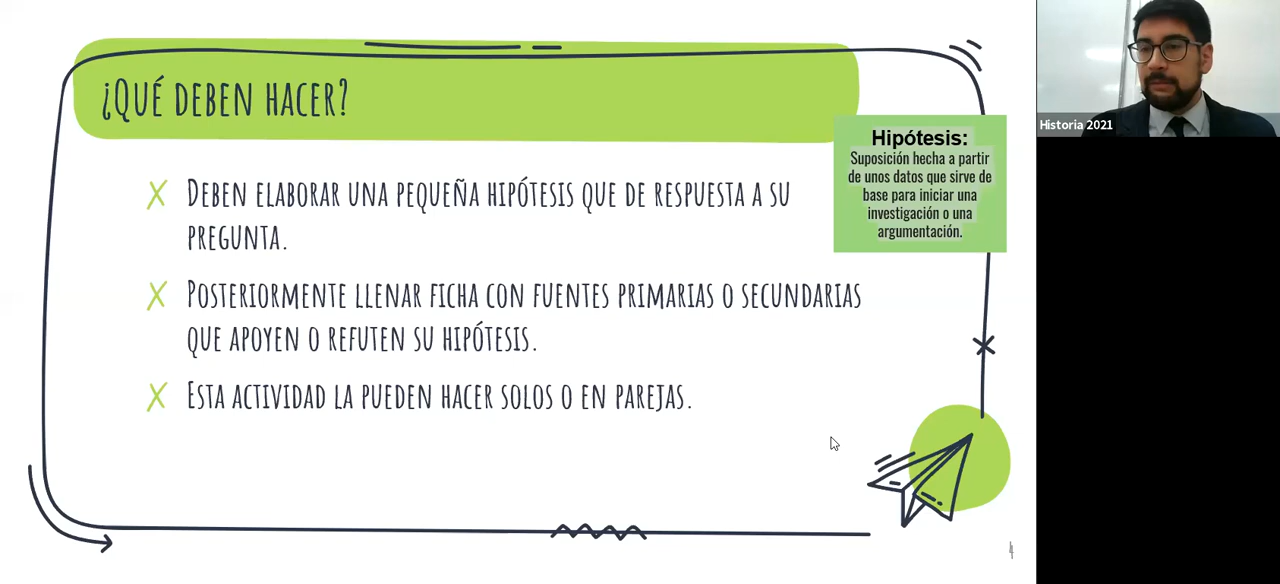 ¿QUÉ DEBEN HACER?
DEBEN ELABORAR UNA PEQUEÑA HIPÓTESIS QUE DE RESPUESTA A SU
PREGUNTA.
POSTERIORMENTE LLENAR FICHA CON FUENTES PRIMARIAS O SECUNDARIAS
QUE APOYEN O REFUTEN SU HIPÓTESIS.
ESTA ACTIVIDAD LA PUEDEN HACER SOLOS O EN PAREJAS.
Hipótesis:
Suposición hecha a partir
de unos datos que sirve de
base para iniciar una
investigación o una
argumentación.
4
Historia 2021